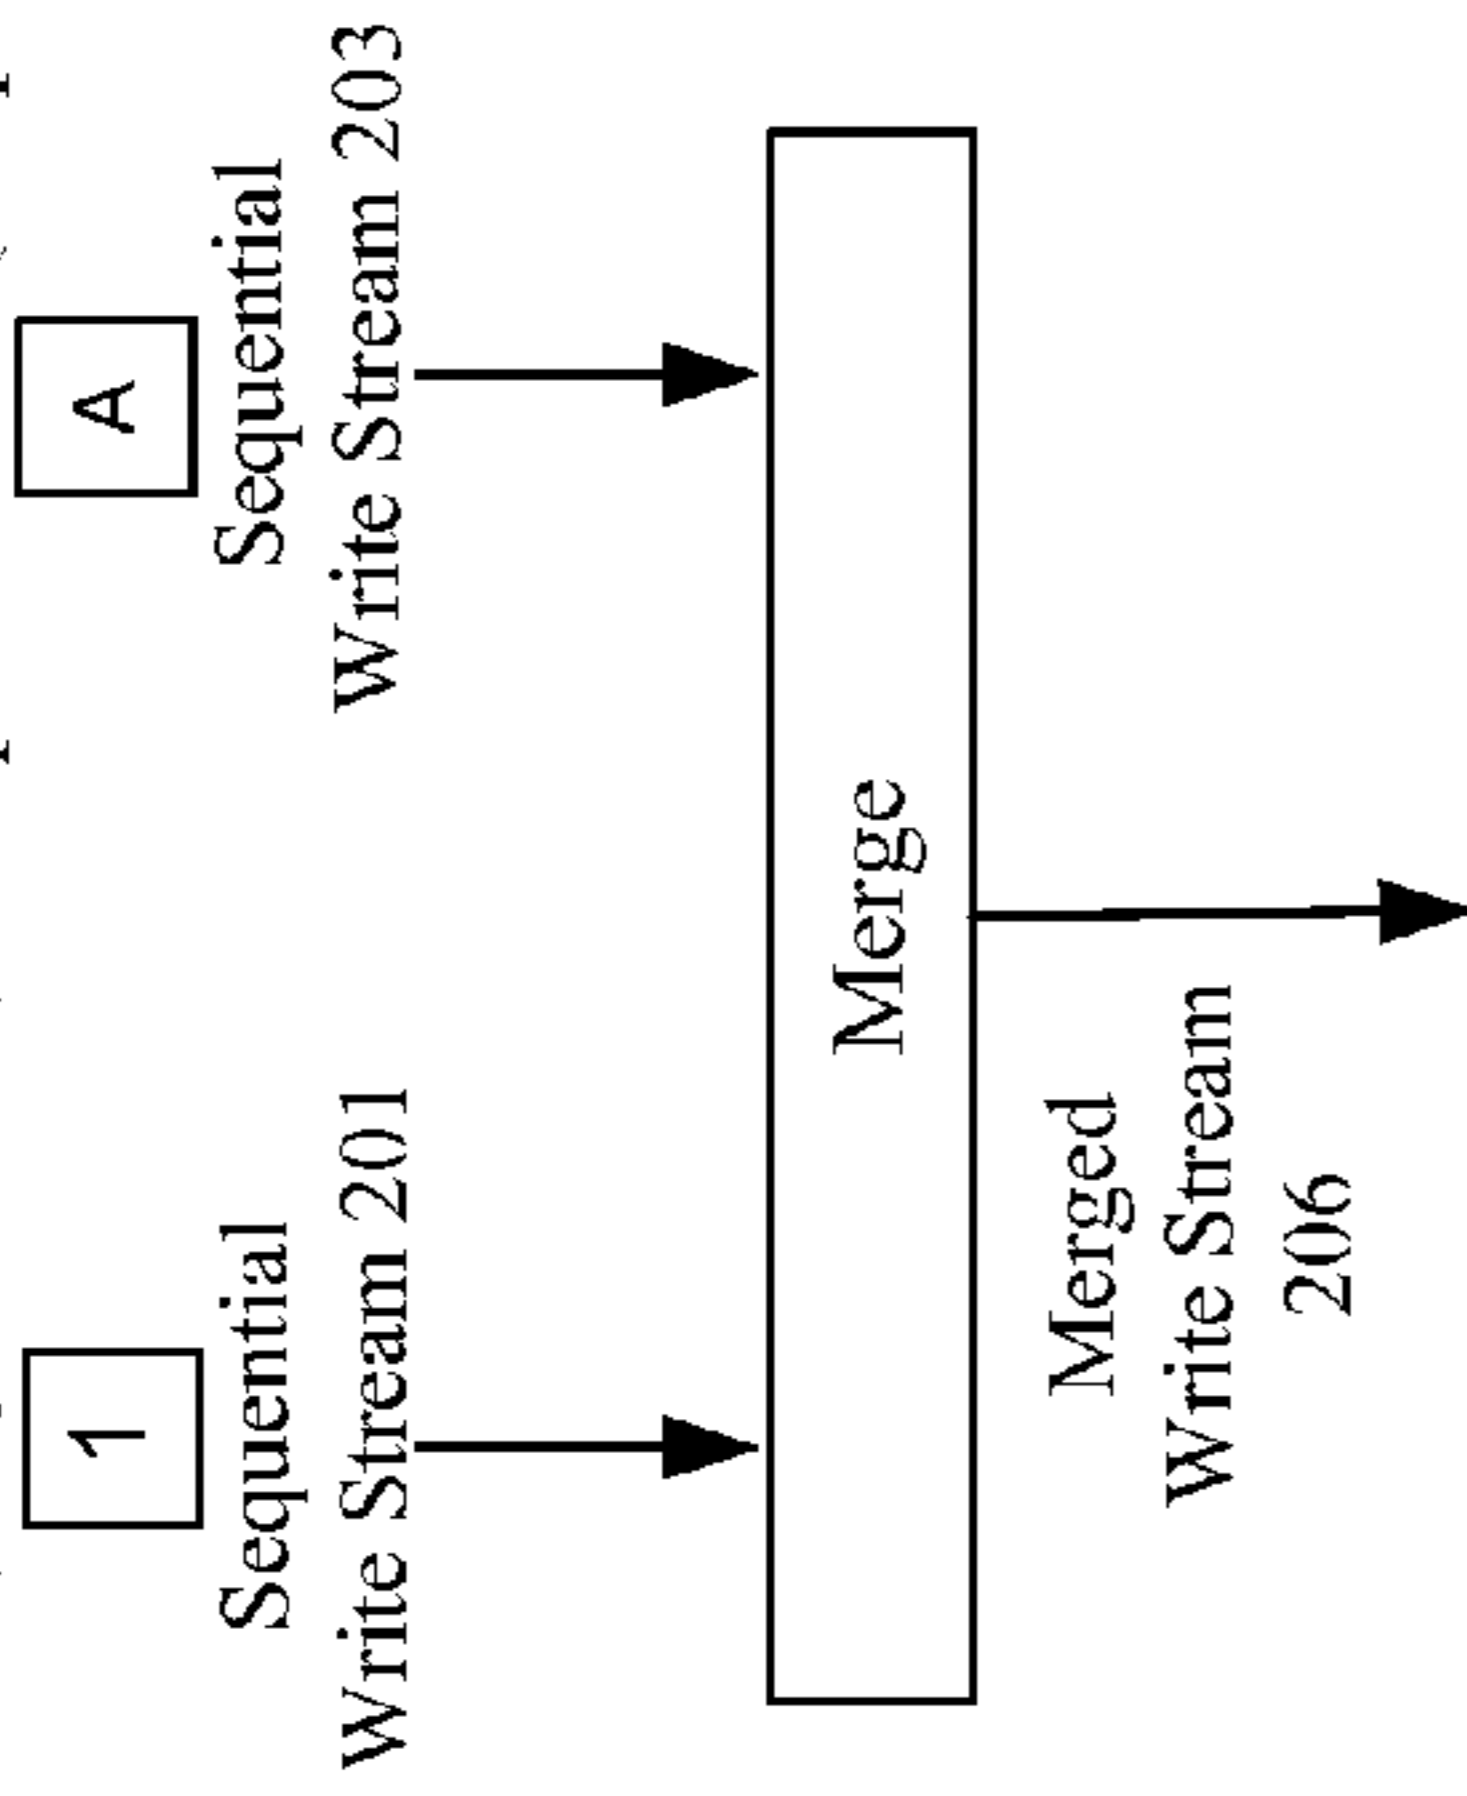 1
Sequential
Write Stream 201
A
Sequential
Write Stream 203
Merge
Merged
Write Stream
206